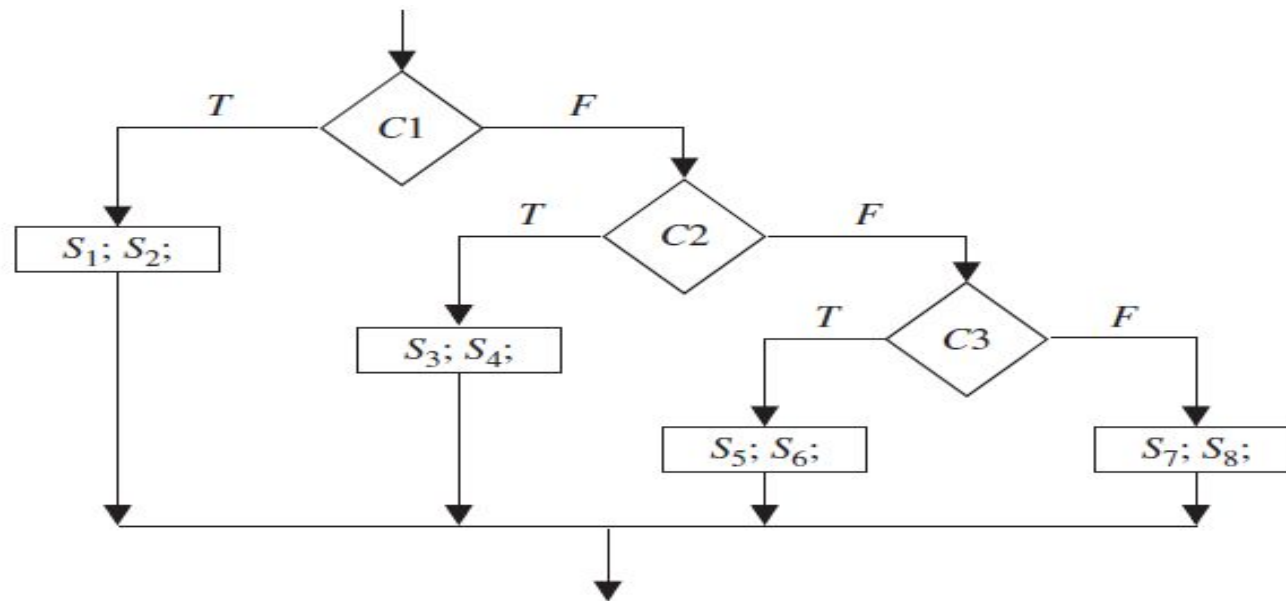 T
F
C1
T
F
S₁; S₂;
C2
T
F
S₃; S₄;
C3
S₅; S₆;
S₇; S₈;